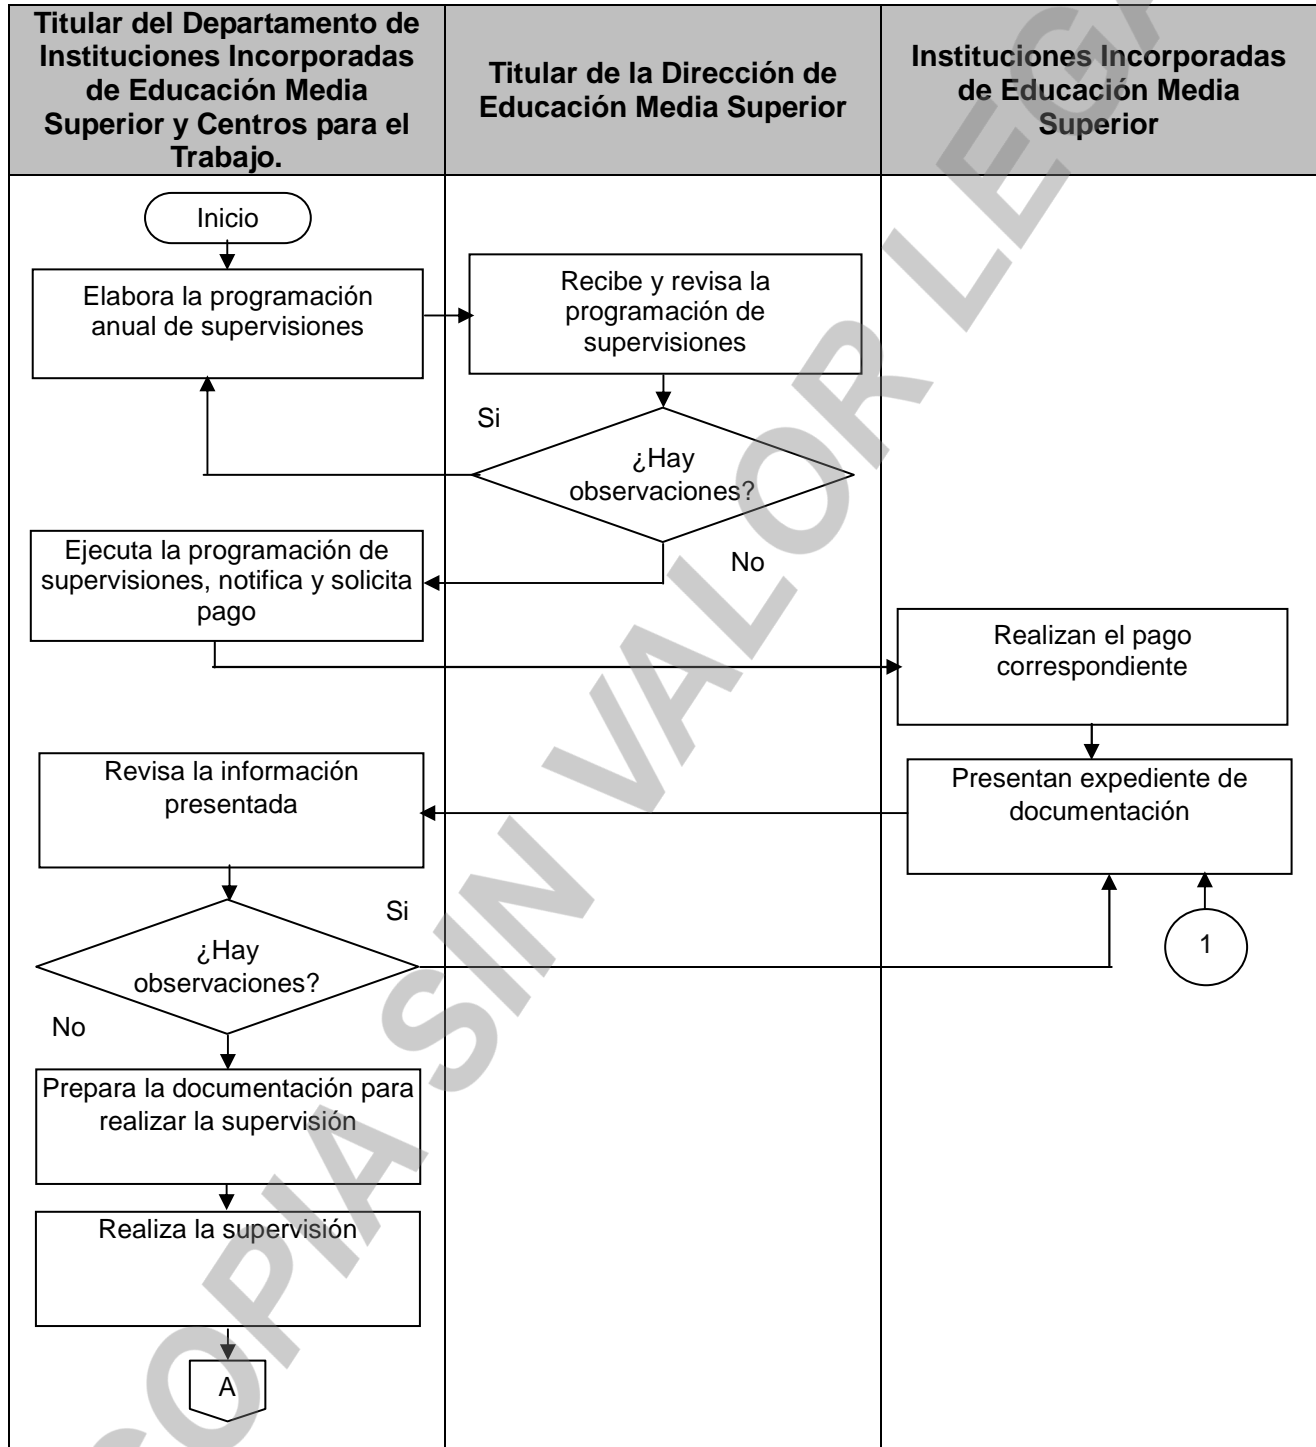 Titular del Departamento de
Instituciones Incorporadas
de Educación Media
Superior y Centros para el
Trabajo.
Titular de la Dirección de
Educación Media Superior
Instituciones Incorporadas
de Educación Media
Superior
Inicio
Elabora la programación
anual de supervisiones
Recibe y revisa la
programación de
supervisiones
Si
¿Hay
observaciones?
No
Ejecuta la programación de
supervisiones, notifica y solicita
pago
Realizan el pago
correspondiente
Presentan expediente de
documentación
Revisa la información
presentada
Si
¿Hay
observaciones?
No
1
Prepara la documentación para
realizar la supervisión
Realiza la supervisión
A
COPIA SIN VALOR LEGA